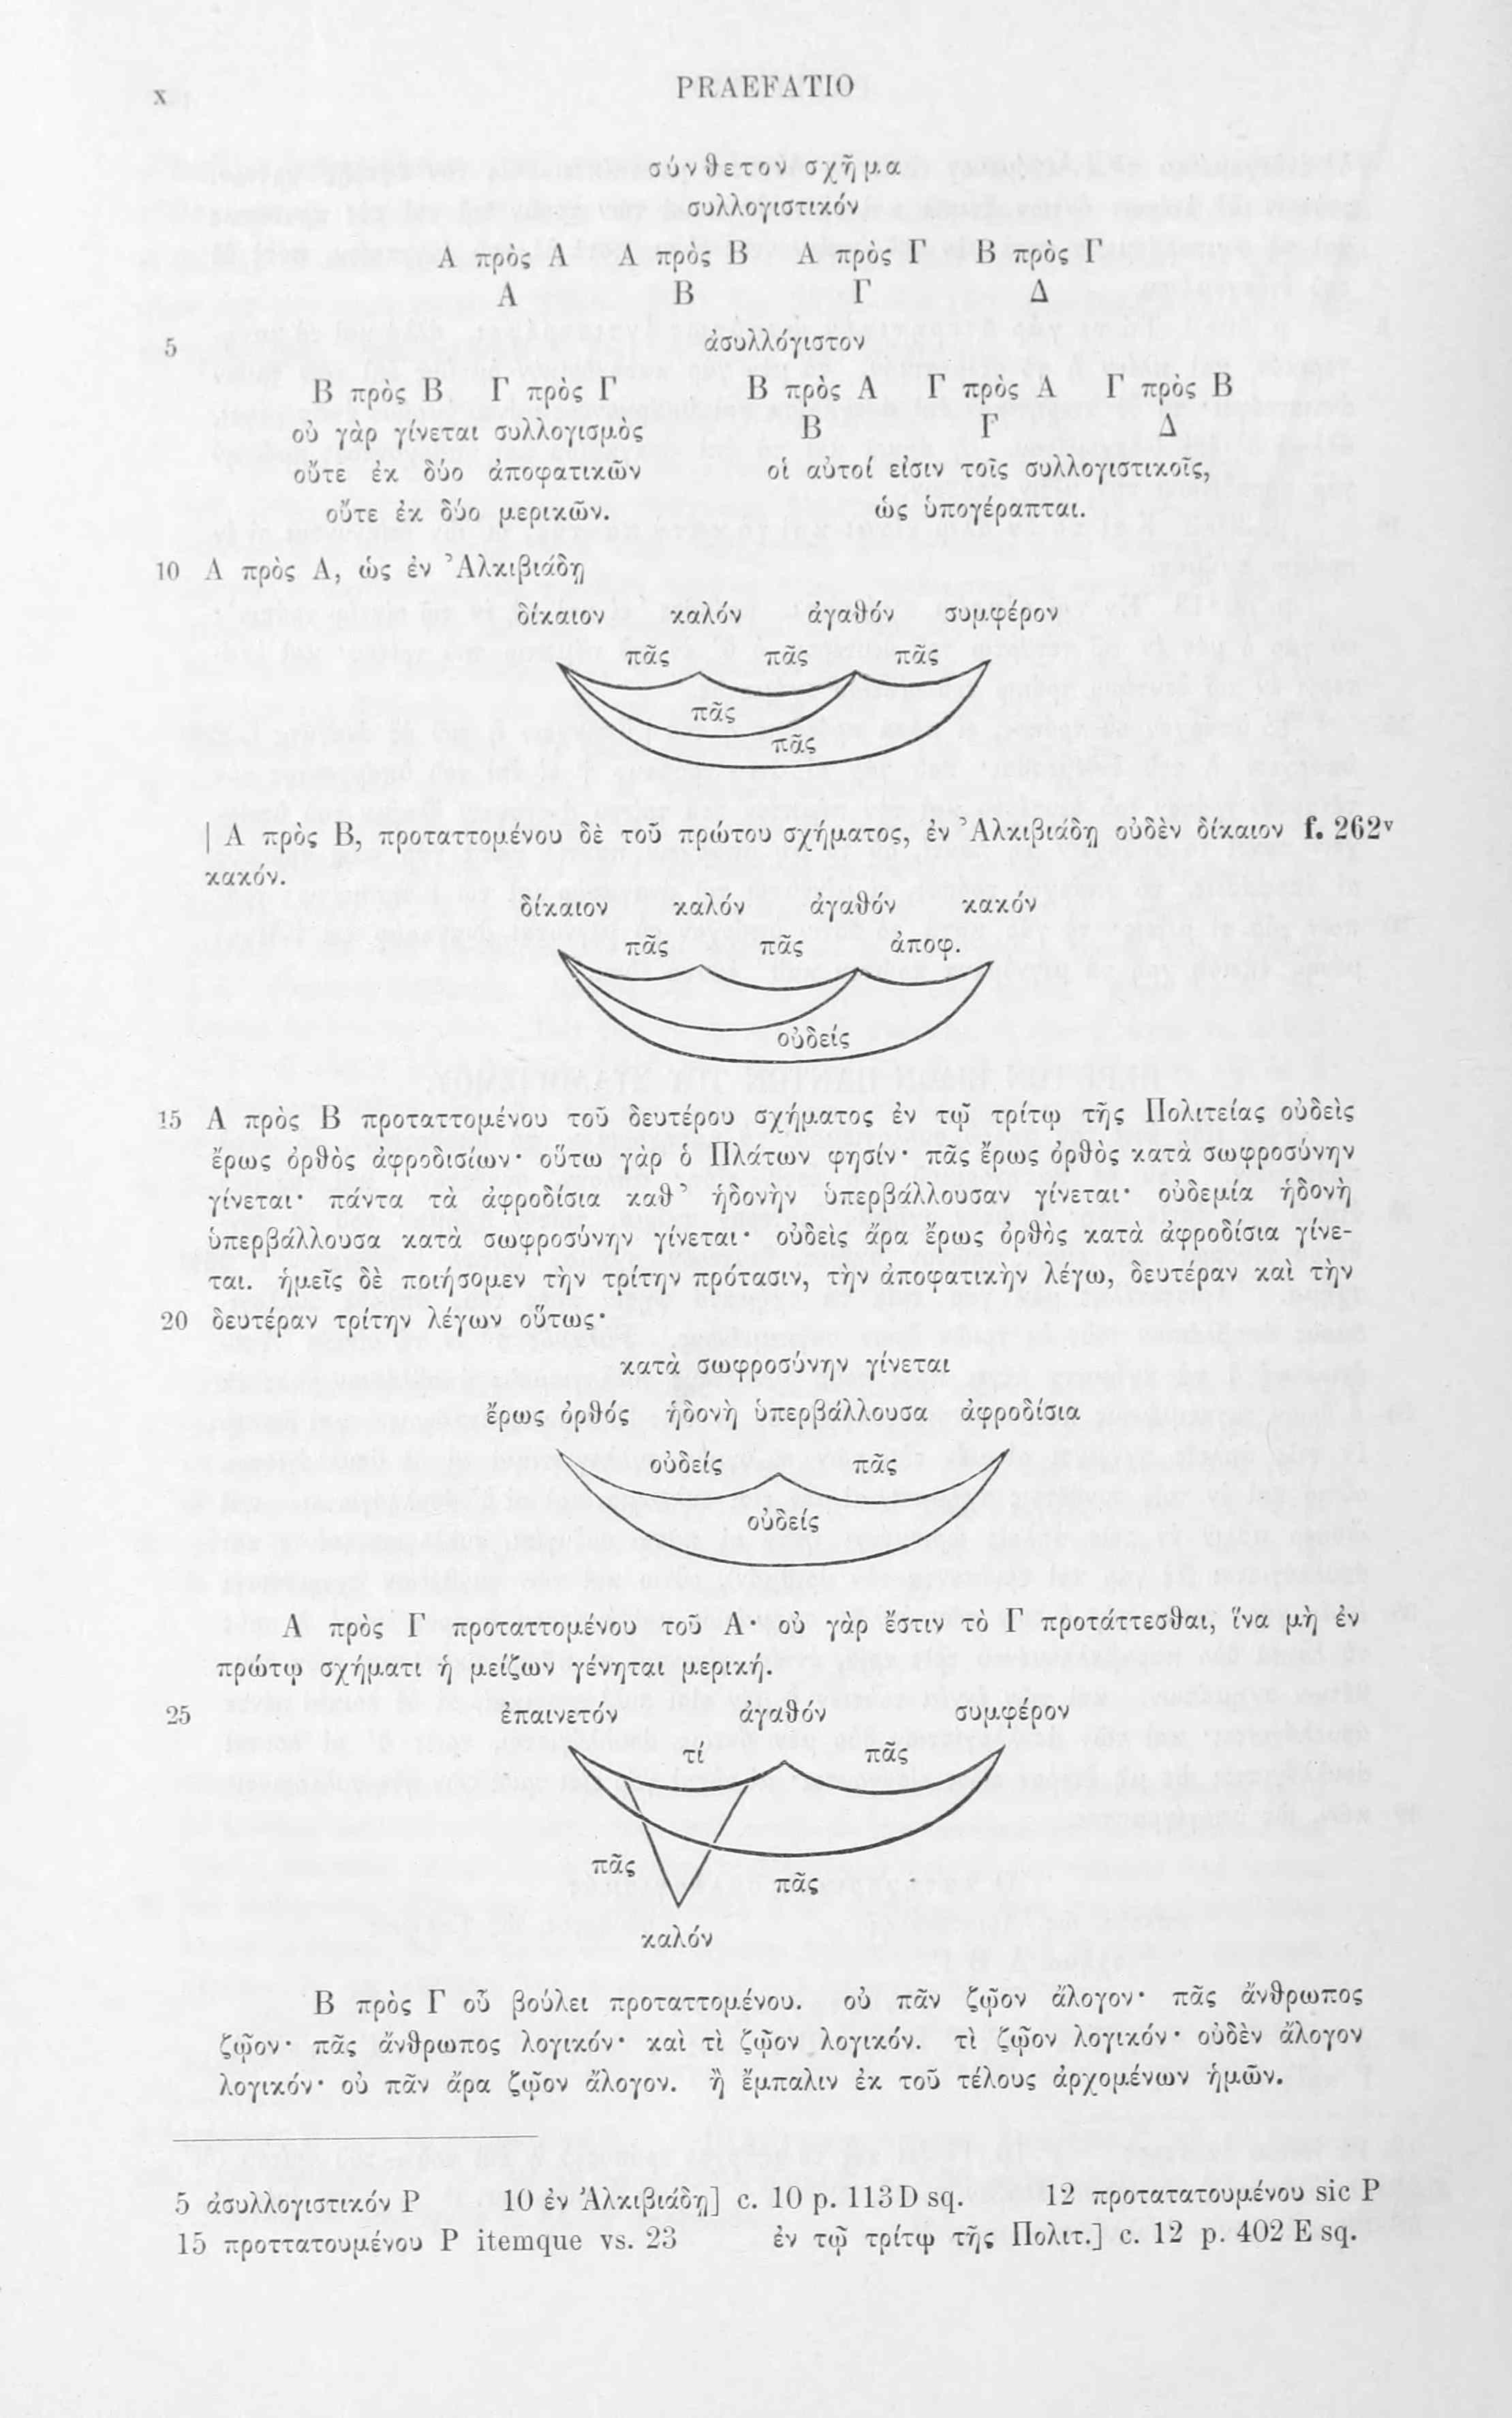 x PRAEFATIO
σύνθετον σχῆμα
συλλογιστικόν
Α πρὸς Α Α πρὸς Β Α πρὸς Γ Β πρὸς Γ
Α Β Γ Δ
5 ἀσυλλόγιστον
Β πρὸς Β Γ πρὸς Γ Β πρὸς Α Γ πρὸς Α Γ πρὸς Β
οὐ γὰρ γίνεται συλλογισμὸς Β Γ Δ
οὔτε ἐκ δύο ἀποφατικῶν οἱ αὐτοί εἰσιν τοῖς συλλογιστικοῖς,
οὔτε ἐκ δύο μερικῶν. ὡς ὑπογέραπται.
10 Α πρὸς Α, ὡς ἐν Ἀλκιβιάδῃ
δίκαιον καλόν ἀγαθόν συμφέρον
πᾶς πᾶς πᾶς
πᾶς
πᾶς
| Α πρὸς Β, προταττομένου δὲ τοῦ πρώτου σχήματος, ἐν Ἀλκιβιάδῃ οὐδὲν δίκαιον f. 262v
κακόν.
δίκαιον καλόν ἀγαθόν κακόν
πᾶς πᾶς ἀποφ.
οὐδείς
15 Α πρὸς Β προταττομένου τοῦ δευτέρου σχήματος ἐν τῷ τρίτῳ τῆς Πολιτείας οὐδεὶς
ἔρως ὀρθὸς ἀφροδισίων· οὕτω γὰρ ὁ Πλάτων φησίν· πᾶς ἔρως ὀρθὸς κατὰ σωφροσύνην
γίνεται· πάντα τὰ ἀφροδίσια καθ’ ἡδονὴν ὑπερβάλλουσαν γίνεται· οὐδεμία ἡδονὴ
ὑπερβάλλουσα κατὰ σωφροσύνην γίνεται· οὐδεὶς ἄρα ἔρως ὀρθὸς κατὰ ἀφροδίσια γίνε-
ται. ἡμεῖς δὲ ποιήσομεν τὴν τρίτην πρότασιν, τὴν ἀποφατικὴν λέγω, δευτέραν καὶ τὴν
20 δευτέραν τρίτην λέγων οὕτως·
κατὰ σωφροσύνην γίνεται
ἔρως ὀρθός ἡδονὴ ὑπερβάλλουσα ἀφροδίσια
οὐδείς πᾶς
οὐδείς
Α πρὸς Γ προταττομένου τοῦ Α· οὐ γὰρ ἔστιν τὸ Γ προτάττεσθαι, ἵνα μὴ ἐν
πρώτῳ σχήματι ἡ μείζων γένηται μερική.
25 ἐπαινετόν ἀγαθόν συμφέρον
τί πᾶς
πᾶς
πᾶς
καλόν
Β πρὸς Γ οὗ βούλει προταττομένου. οὐ πᾶν ζῷον ἄλογον· πᾶς ἄνθρωπος
ζῷον· πᾶς ἄνθρωπος λογικόν· καὶ τὶ ζῷον λογικόν. τὶ ζῷον λογικόν· οὐδὲν ἄλογον
λογικόν· οὐ πᾶν ἄρα ζῷον ἄλογον. ἢ ἔμπαλιν ἐκ τοῦ τέλους ἀρχομένων ἡμῶν.
5 ἀσυλλογιστικόν P 10 ἐν Ἀλκιβιάδῃ] c. 10 p. 113D sq. 12 προτατατουμένου sic P
15 προττατουμένου P itemque vs. 23 ἐν τῷ τρίτῳ τῆς Πολιτ.] c. 12 p. 402 E sq.